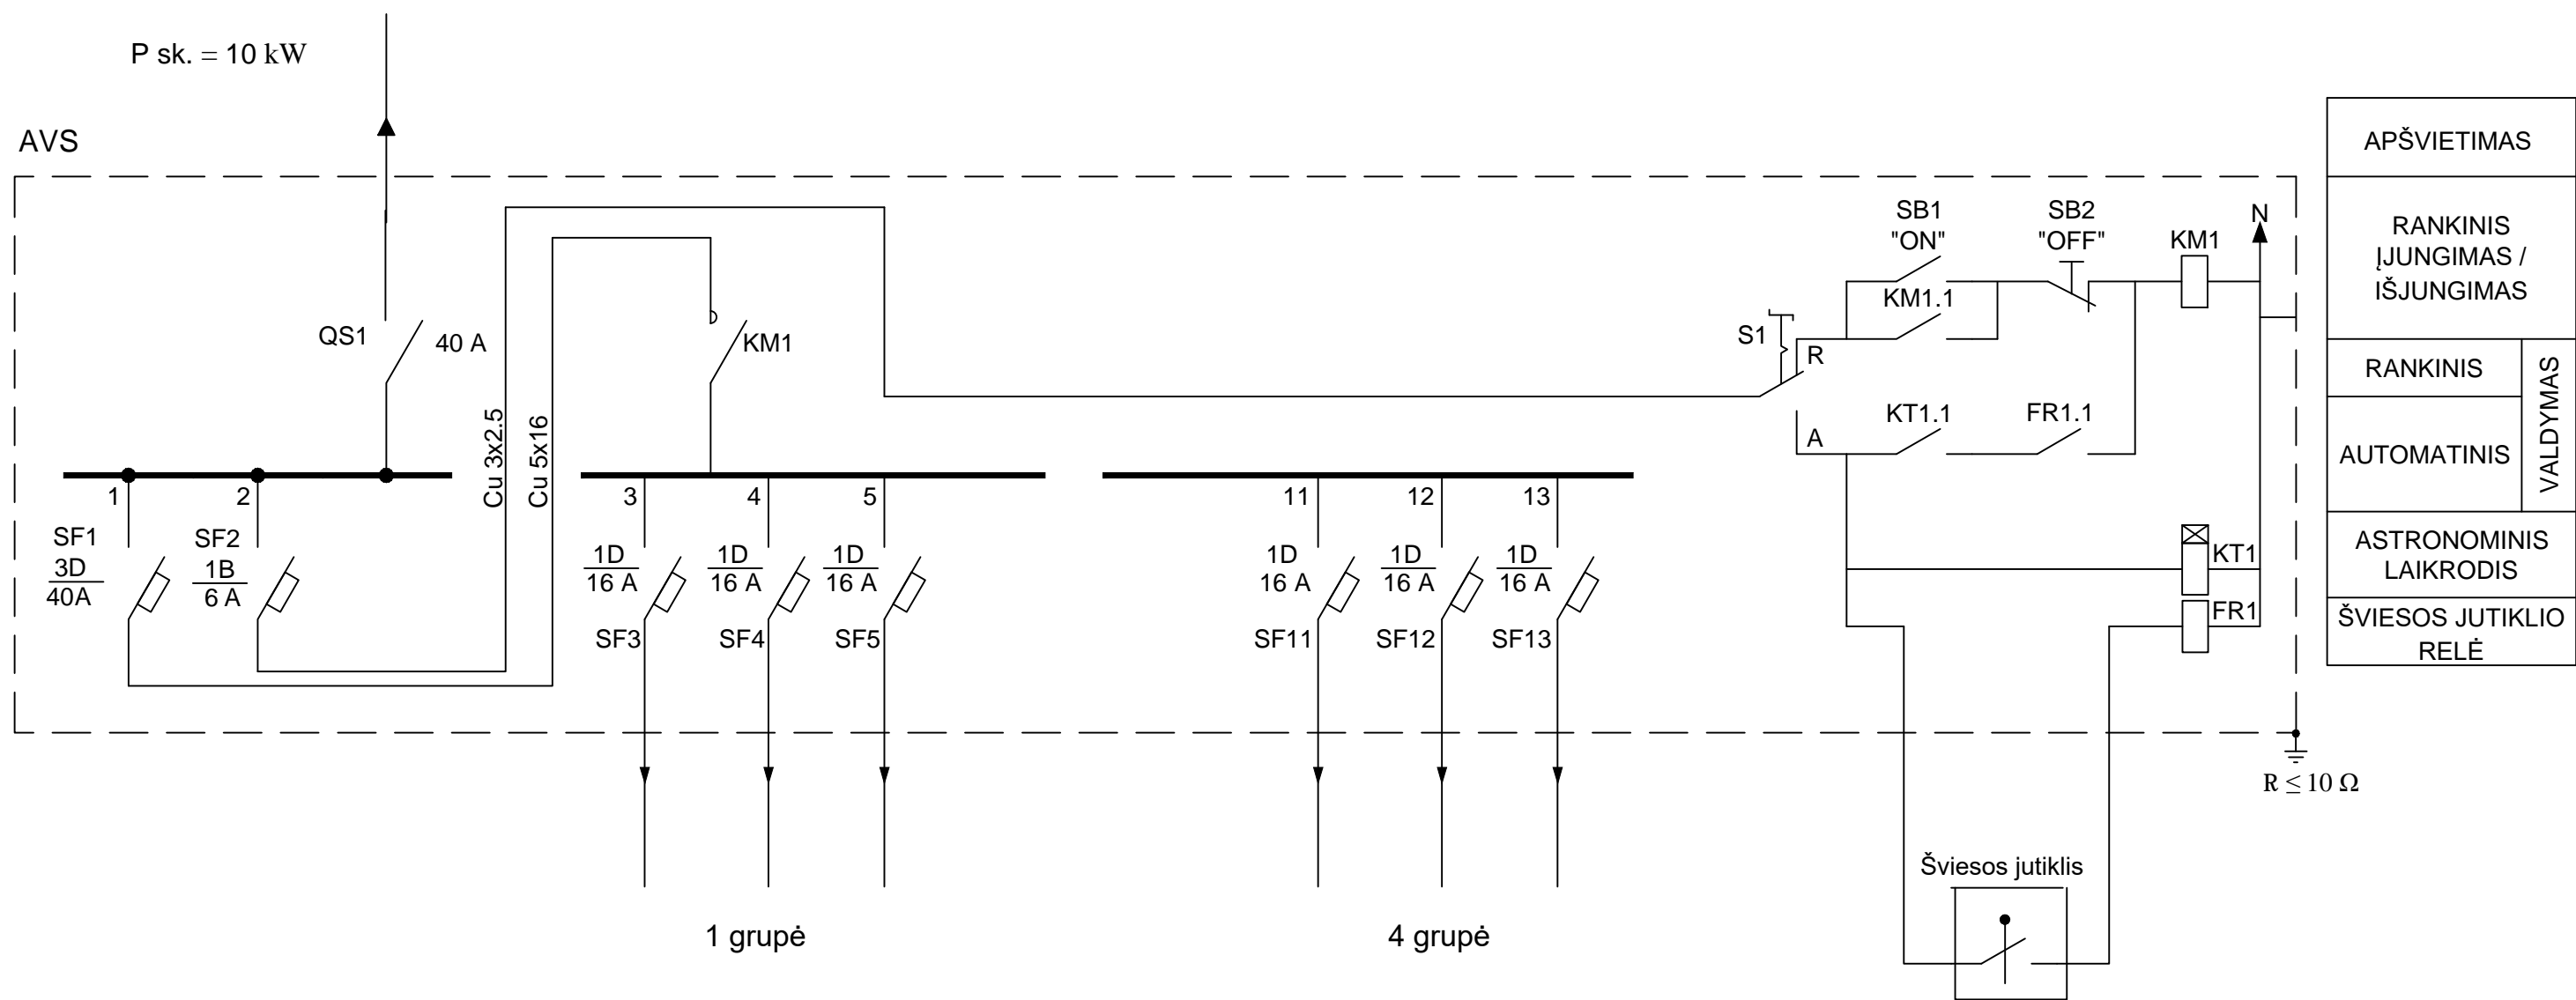 P sk. = 10 kW
AVS
QS1
40 A
KM1
Cu 3x2.5
Cu 5x16
1
2
3
4
5
11
12
13
SF1
3D
40A
SF2
1B
6 A
1D
16 A
SF3
1D
16 A
SF4
1D
16 A
SF5
1D
16 A
SF11
1D
16 A
SF12
1D
16 A
SF13
1 grupė
4 grupė
S1
R
A
SB1
"ON"
SB2
"OFF"
KM1
N
KM1.1
KT1.1
FR1.1
KT1
FR1
R ≤ 10 Ω
Šviesos jutiklis
APŠVIETIMAS
RANKINIS
ĮJUNGIMAS /
IŠJUNGIMAS
RANKINIS
AUTOMATINIS
VALDYMAS
ASTRONOMINIS
LAIKRODIS
ŠVIESOS JUTIKLIO
RELĖ